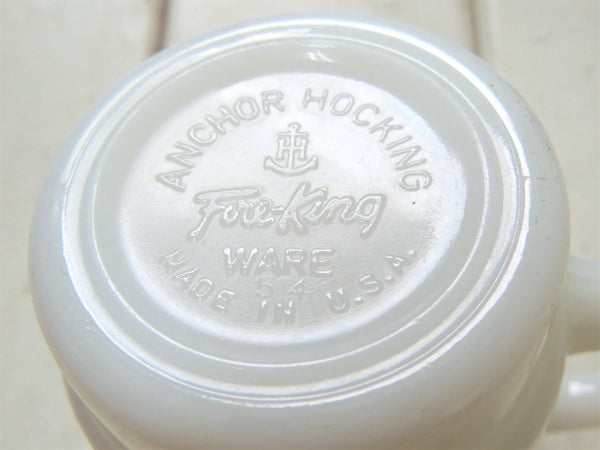 ANCHOR HOCKING
H
Fire-King
WARE
54
MADE IN U.S.A.